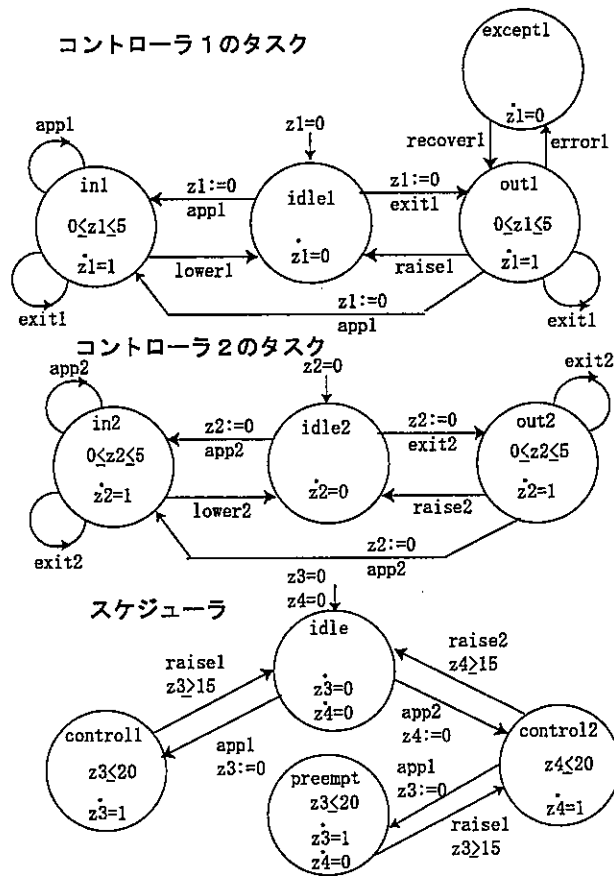 コントローラ1のタスク
except1
ż1=0
z1=0
app1
recover1
error1
in1
0≤z1≤5
ż1=1
exit1
z1:=0
app1
idle1
ż1=0
z1:=0
exit1
out1
0≤z1≤5
ż1=1
lower1
raise1
exit1
z1:=0
app1
コントローラ2のタスク
app2
z2=0
exit2
in2
0≤z2≤5
ż2=1
exit2
z2:=0
app2
idle2
ż2=0
z2:=0
exit2
out2
0≤z2≤5
ż2=1
lower2
raise2
z2:=0
app2
スケジューラ
z3=0
z4=0
idle
ż3=0
ż4=0
raise1
z3≥15
raise2
z4≥15
control1
z3≤20
ż3=1
app1
z3:=0
app2
z4:=0
control2
z4≤20
ż4=1
preempt
z3≤20
ż3=1
ż4=0
app1
z3:=0
raise1
z3≥15